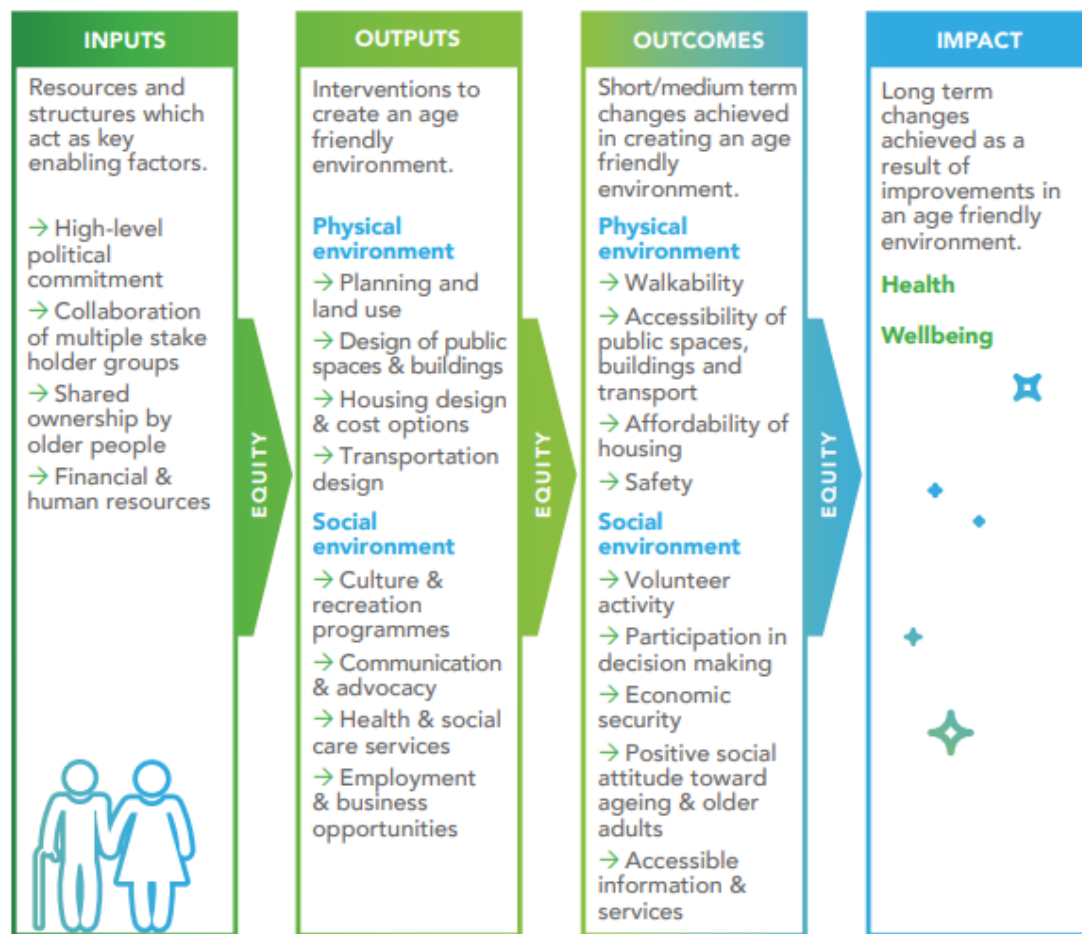 INPUTS
Resources and
structures which
act as key
enabling factors.
→ High-level
political
commitment
→ Collaboration
of multiple stake
holder groups
→ Shared
ownership by
older people
→ Financial &
human resources
EQUITY
OUTPUTS
Interventions to
create an age
friendly
environment.
Physical
environment
→ Planning and
land use
→ Design of public
spaces & buildings
→ Housing design
& cost options
→ Transportation
design
Social
environment
→ Culture &
recreation
programmes
→ Communication
& advocacy
→ Health & social
care services
→ Employment
& business
opportunities
EQUITY
OUTCOMES
Short/medium term
changes achieved
in creating an age
friendly
environment.
Physical
environment
→ Walkability
→ Accessibility of
public spaces,
buildings and
transport
→ Affordability of
housing
→ Safety
Social
environment
→ Volunteer
activity
→ Participation in
decision making
→ Economic
security
→ Positive social
attitude toward
ageing & older
adults
→ Accessible
information &
services
EQUITY
IMPACT
Long term
changes
achieved as a
result of
improvements in
an age friendly
environment.
Health
Wellbeing